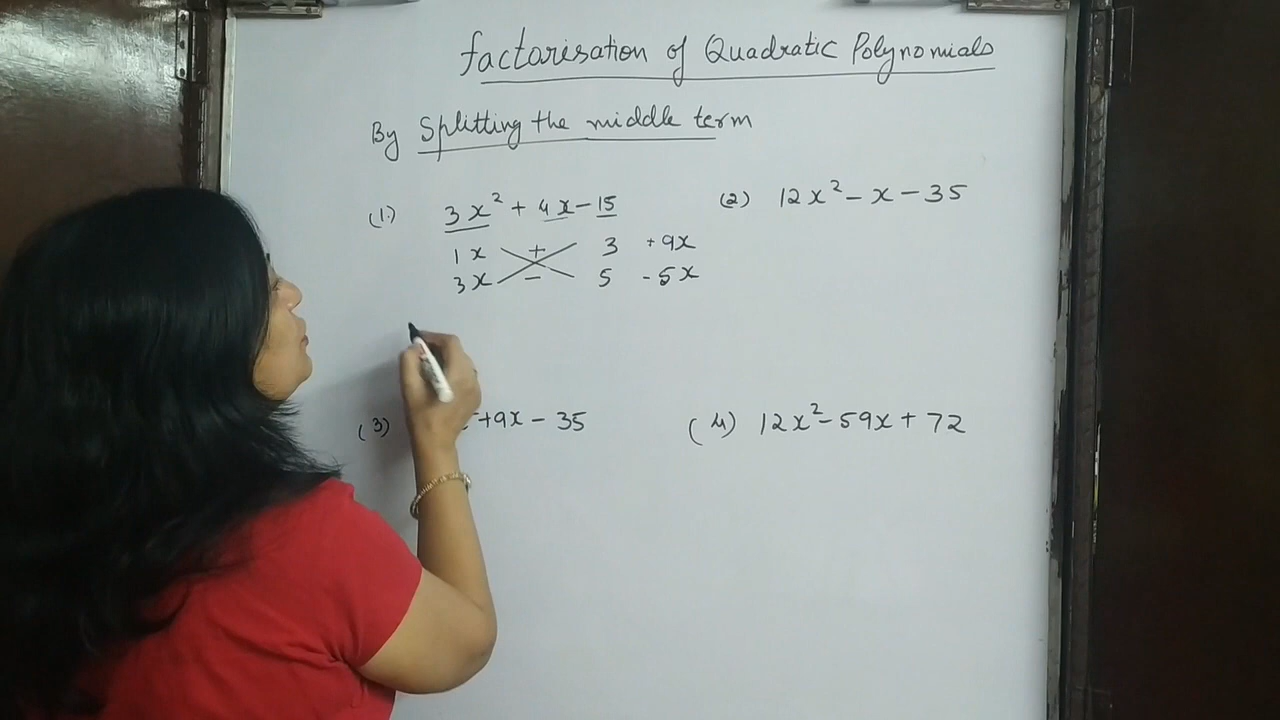 factorisation of Quadratic Polynomials
By Splitting the middle term
(1.) 3x² + 4x - 15
(2) 12x² - x - 35
1x + 3 +9x
3x - 5 -5x
(3) +9x - 35
(4) 12x² - 59x + 72